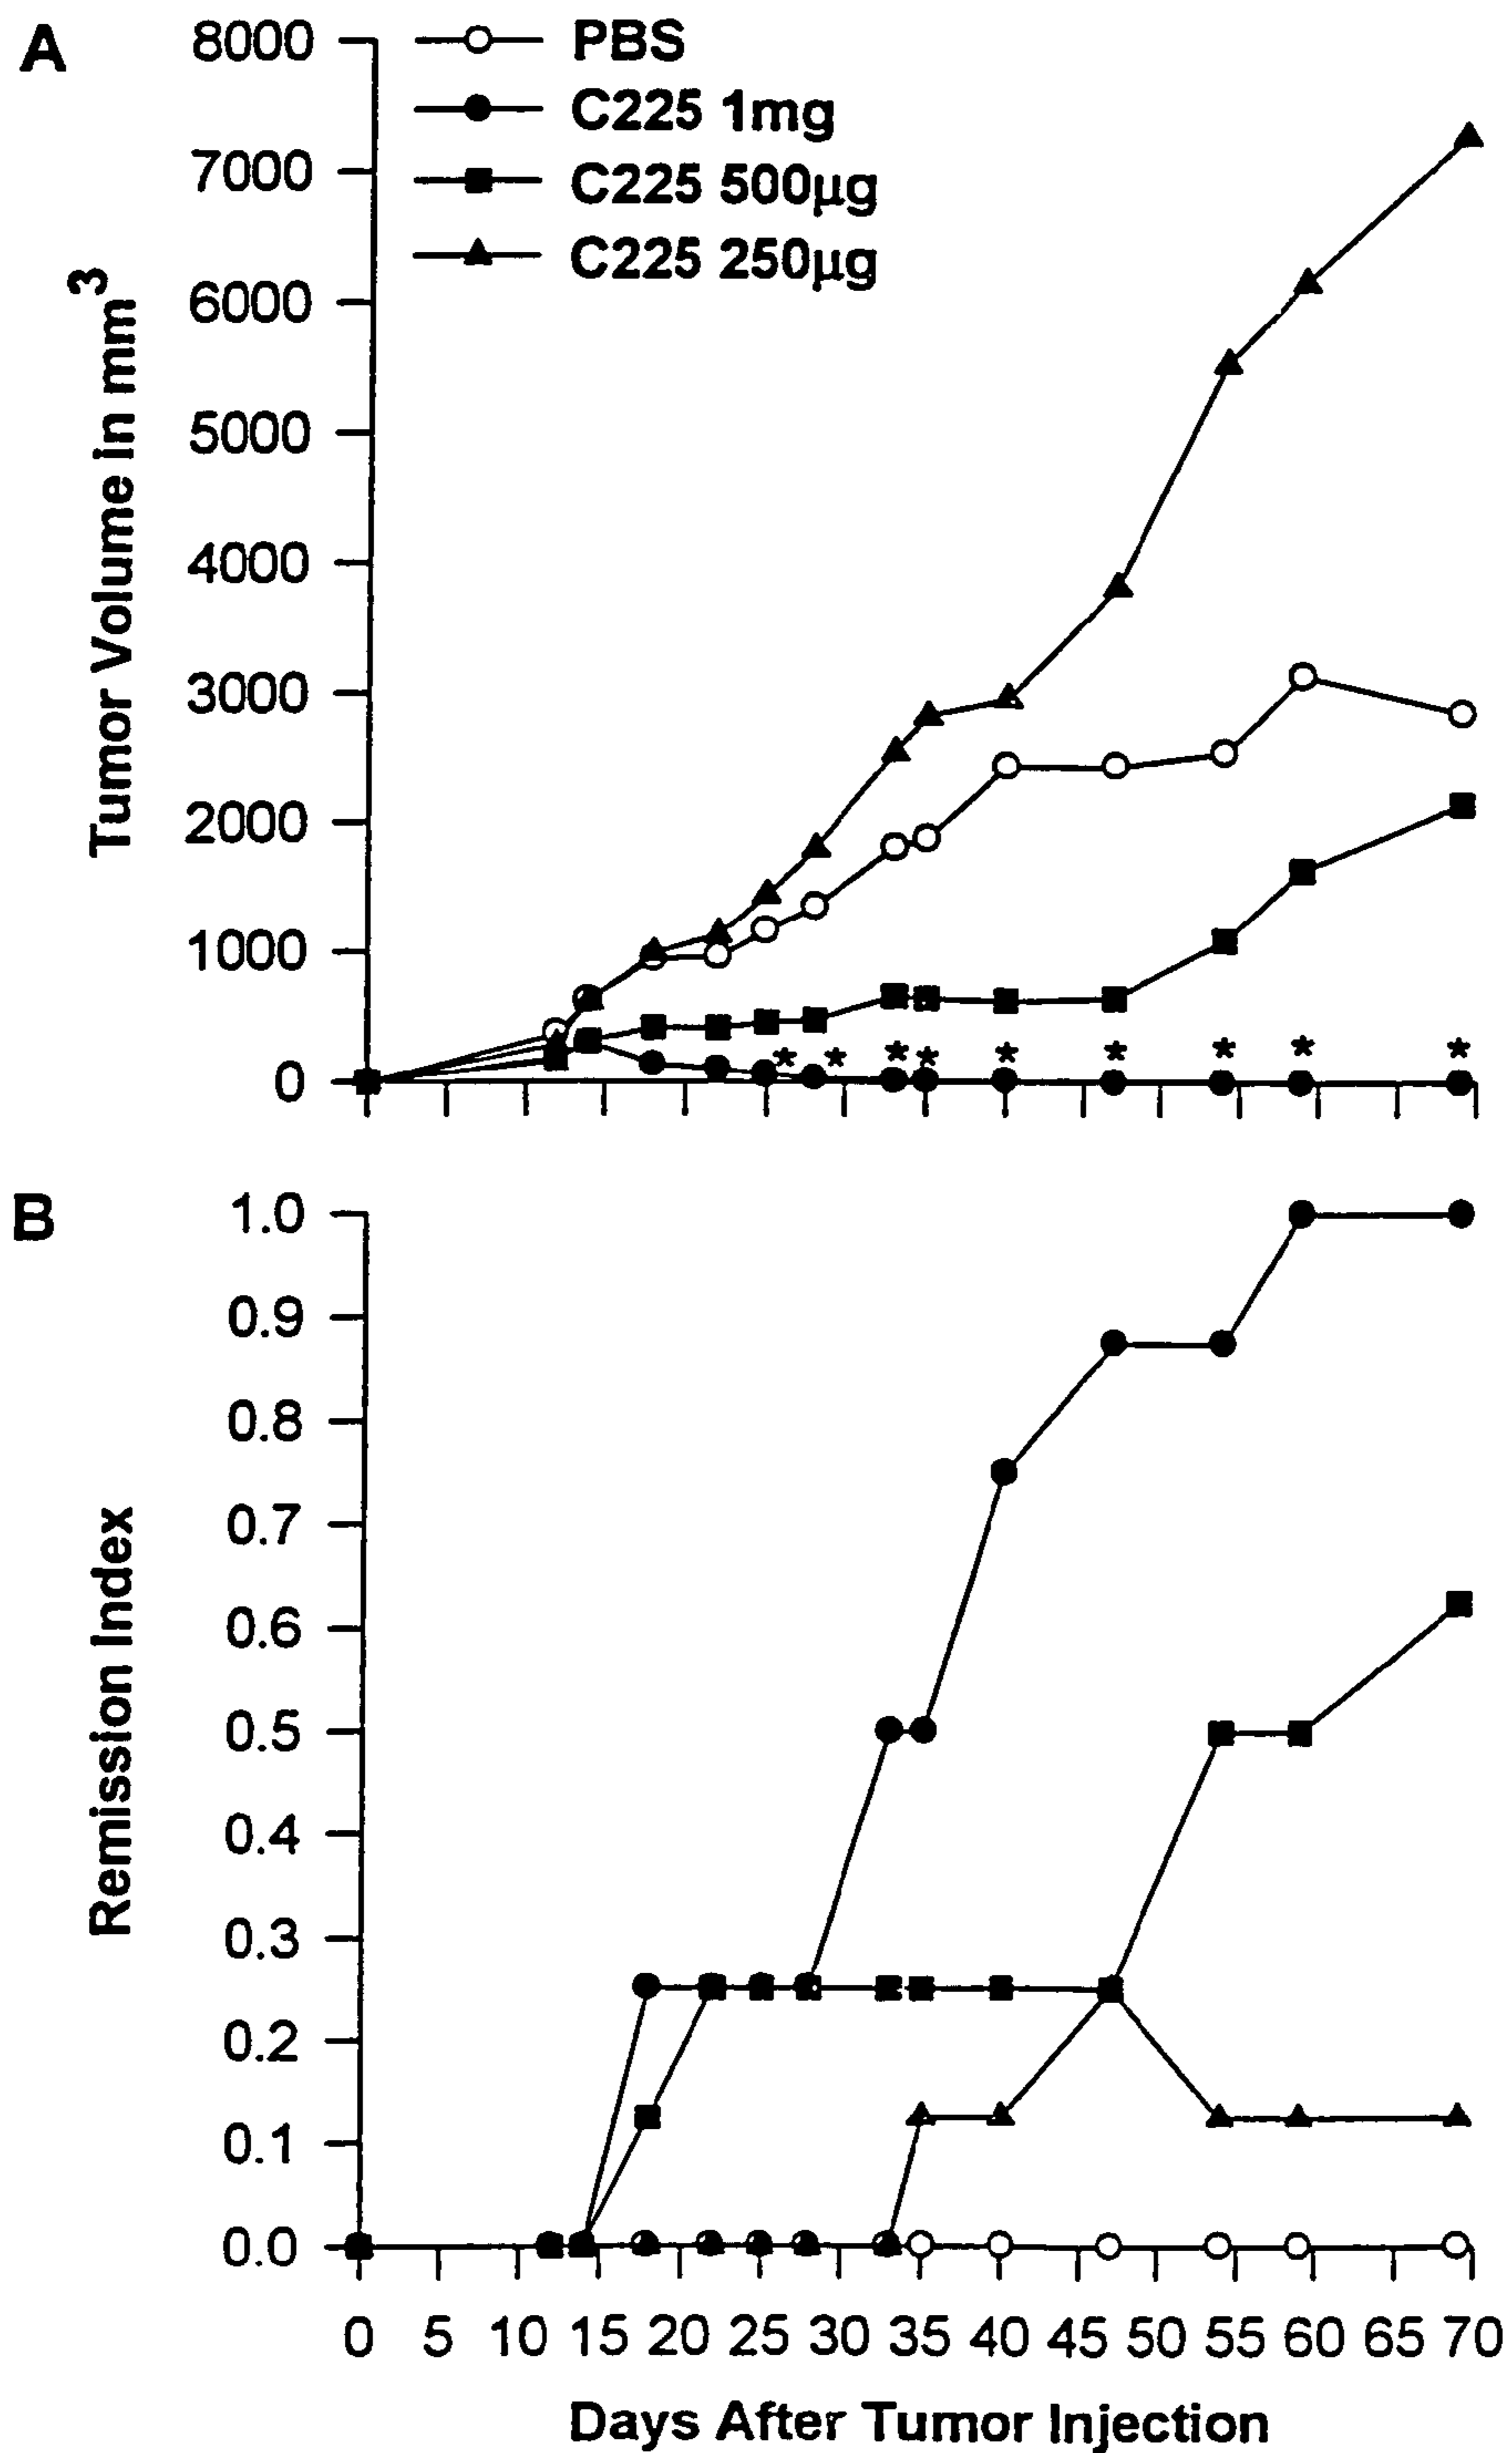 A
8000
PBS
C225 1mg
7000
C225 500µg
C225 250µg
6000
5000
4000
3000
2000
1000
0
Tumor Volume in mm³
* * * * * * * * *
B
1.0
0.9
0.8
0.7
0.6
0.5
0.4
0.3
0.2
0.1
0.0
Remission Index
0 5 10 15 20 25 30 35 40 45 50 55 60 65 70
Days After Tumor Injection